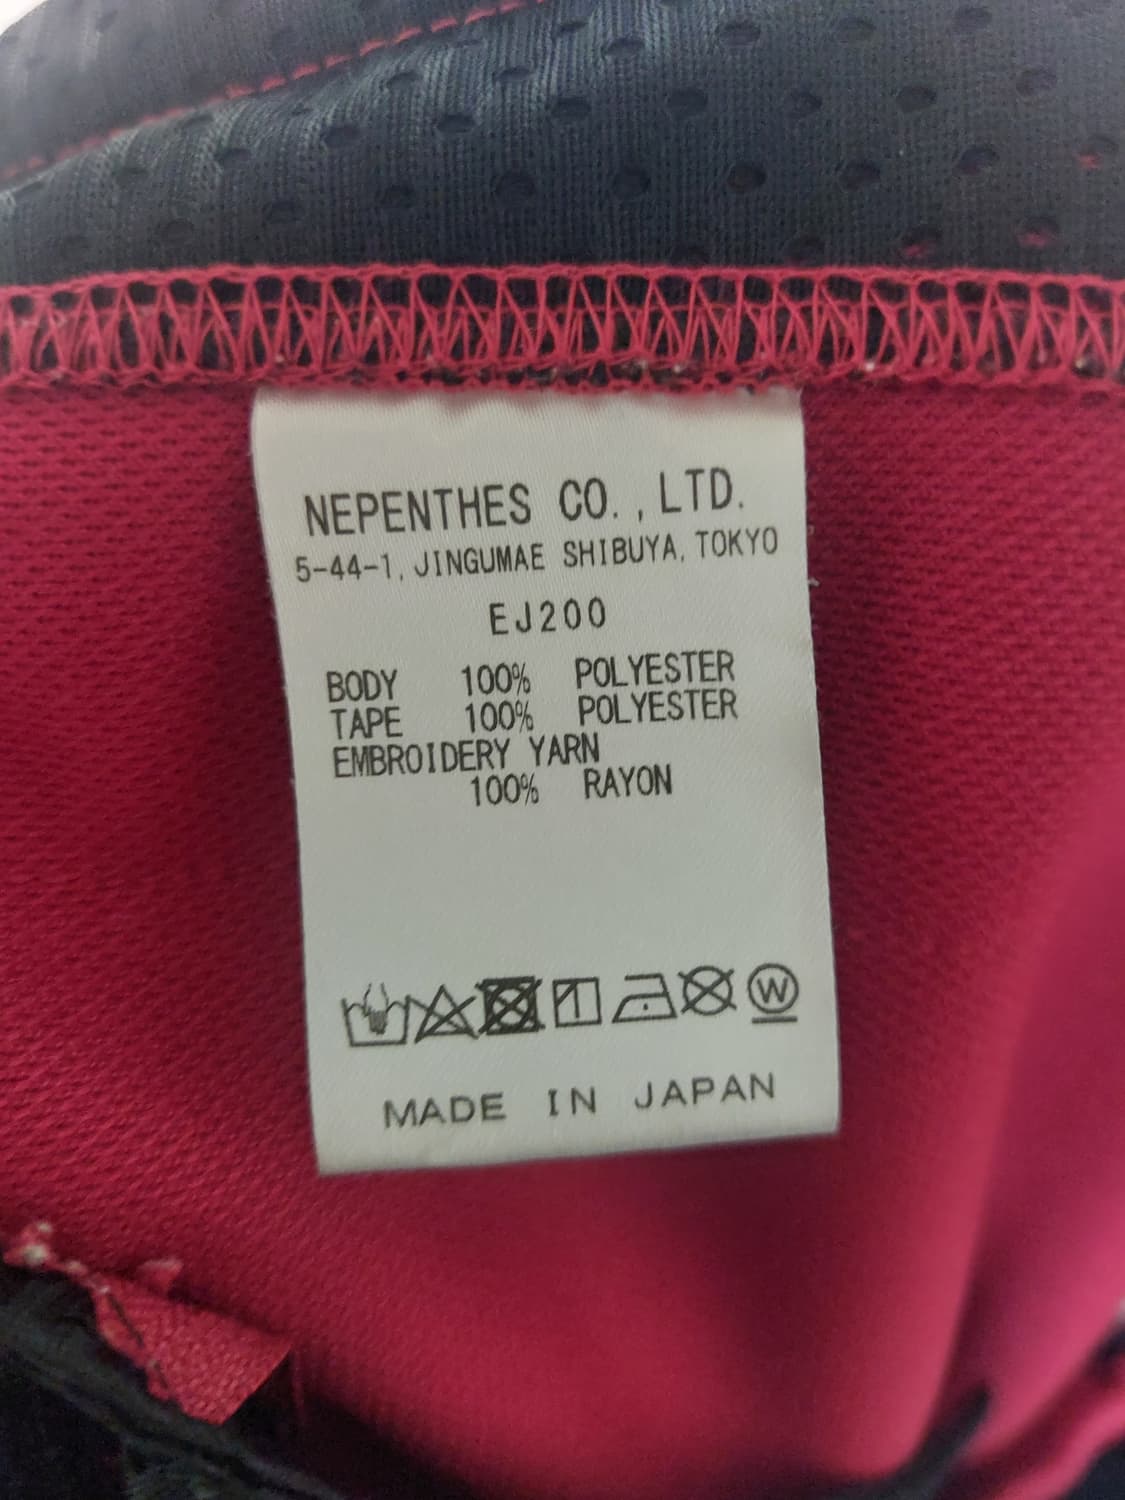 NEPENTHES CO., LTD.
5-44-1, JINGUMAE SHIBUYA, TOKYO
EJ200
BODY 100% POLYESTER
TAPE 100% POLYESTER
EMBROIDERY YARN
100% RAYON
W
MADE IN JAPAN